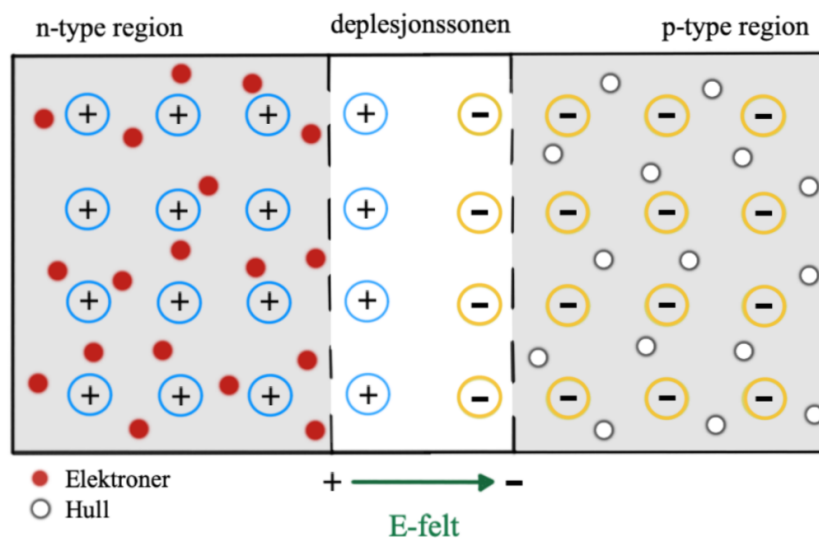 n-type region
deplesjonssonen
p-type region
+ + + + − − − −
+ + + + − − − −
+ + + + − − − −
+ + + + − − − −
+ −
Elektroner
Hull
E-felt